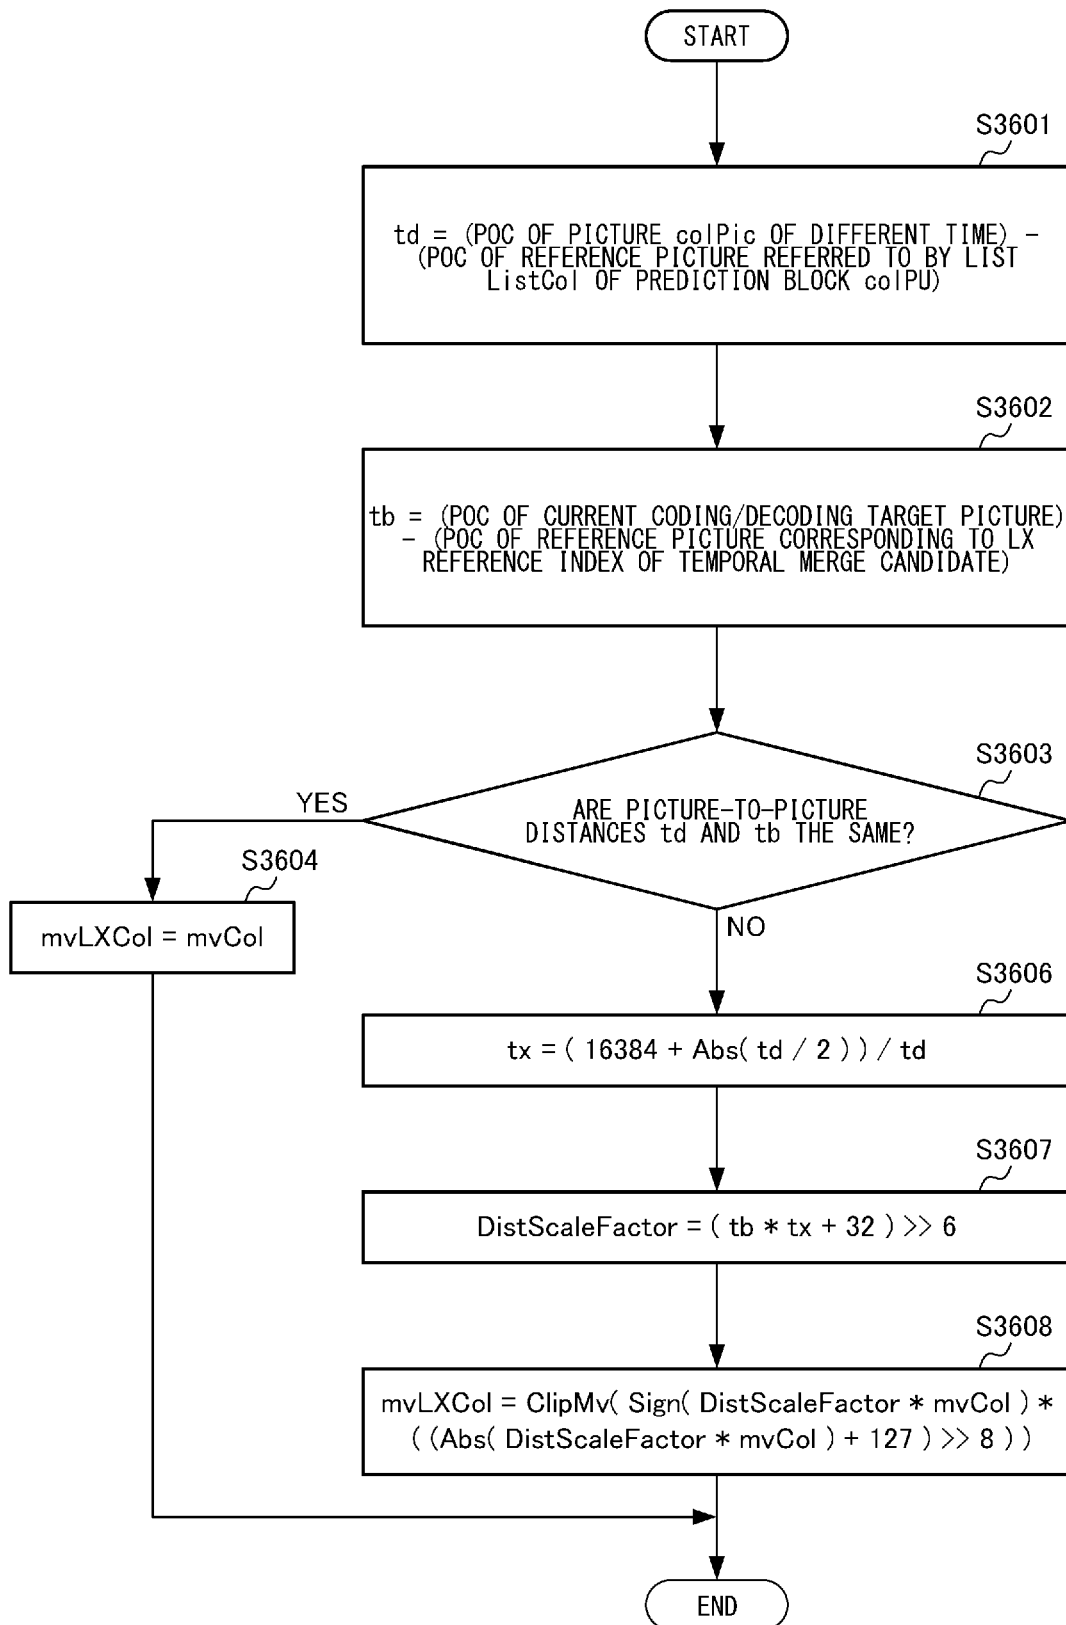 START
S3601
td = (POC OF PICTURE colPic OF DIFFERENT TIME) -
(POC OF REFERENCE PICTURE REFERRED TO BY LIST
ListCol OF PREDICTION BLOCK colPU)
S3602
tb = (POC OF CURRENT CODING/DECODING TARGET PICTURE)
- (POC OF REFERENCE PICTURE CORRESPONDING TO LX
REFERENCE INDEX OF TEMPORAL MERGE CANDIDATE)
S3603
ARE PICTURE-TO-PICTURE
DISTANCES td AND tb THE SAME?
YES
S3604
mvLXCol = mvCol
NO
S3606
tx = ( 16384 + Abs( td / 2 ) ) / td
S3607
DistScaleFactor = ( tb * tx + 32 ) >> 6
S3608
mvLXCol = ClipMv( Sign( DistScaleFactor * mvCol ) *
( (Abs( DistScaleFactor * mvCol ) + 127 ) >> 8 ) )
END